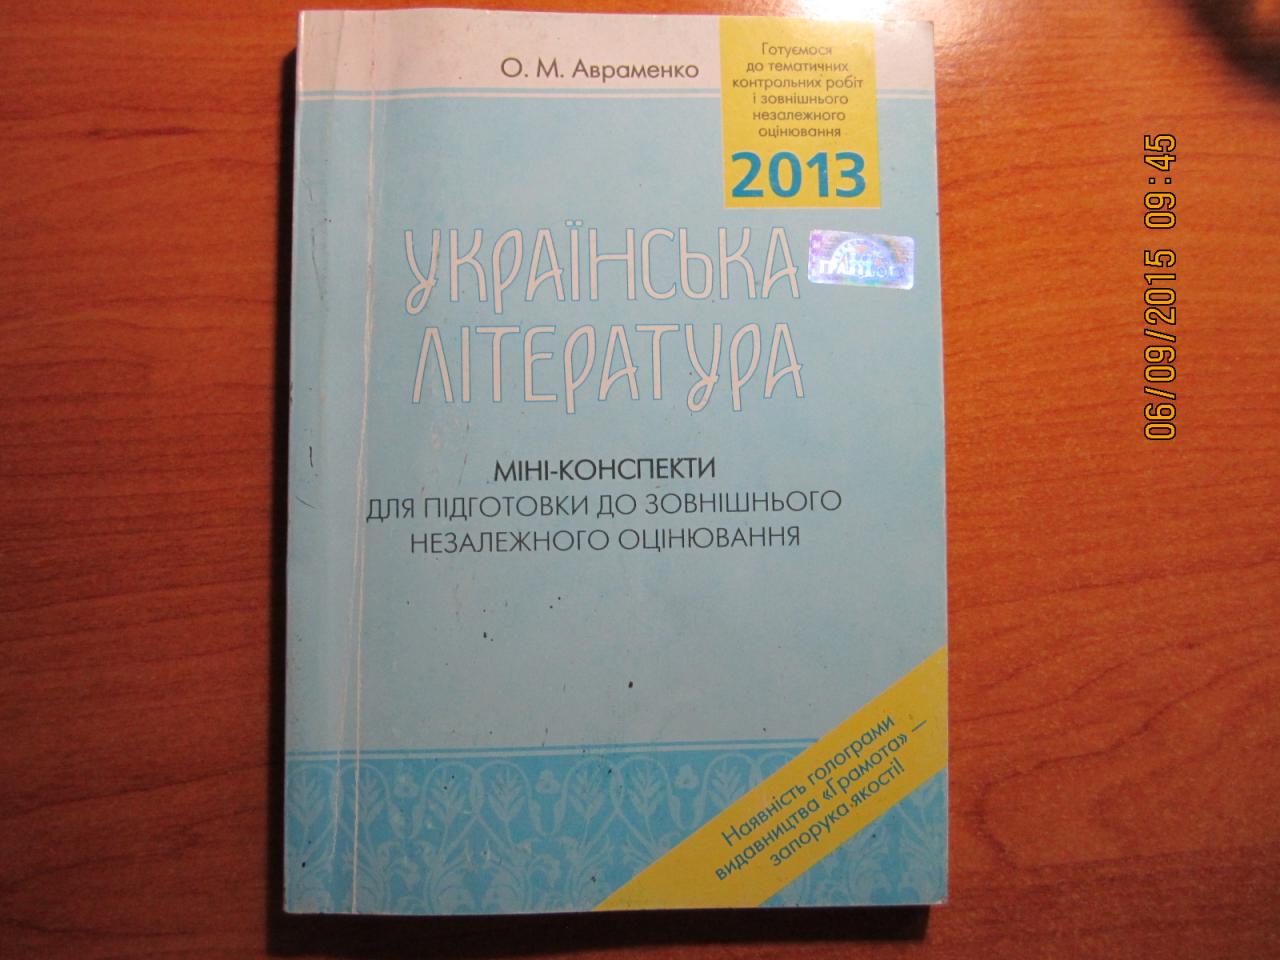 О. М. Авраменко
Готуємося
до тематичних
контрольних робіт
і зовнішнього
незалежного
оцінювання
2013
УКРАЇНСЬКА
ЛІТЕРАТУРА
МІНІ-КОНСПЕКТИ
ДЛЯ ПІДГОТОВКИ ДО ЗОВНІШНЬОГО
НЕЗАЛЕЖНОГО ОЦІНЮВАННЯ
Наявність голограми
видавництва «Грамота» —
запорука якості!
06/09/2015 09:45